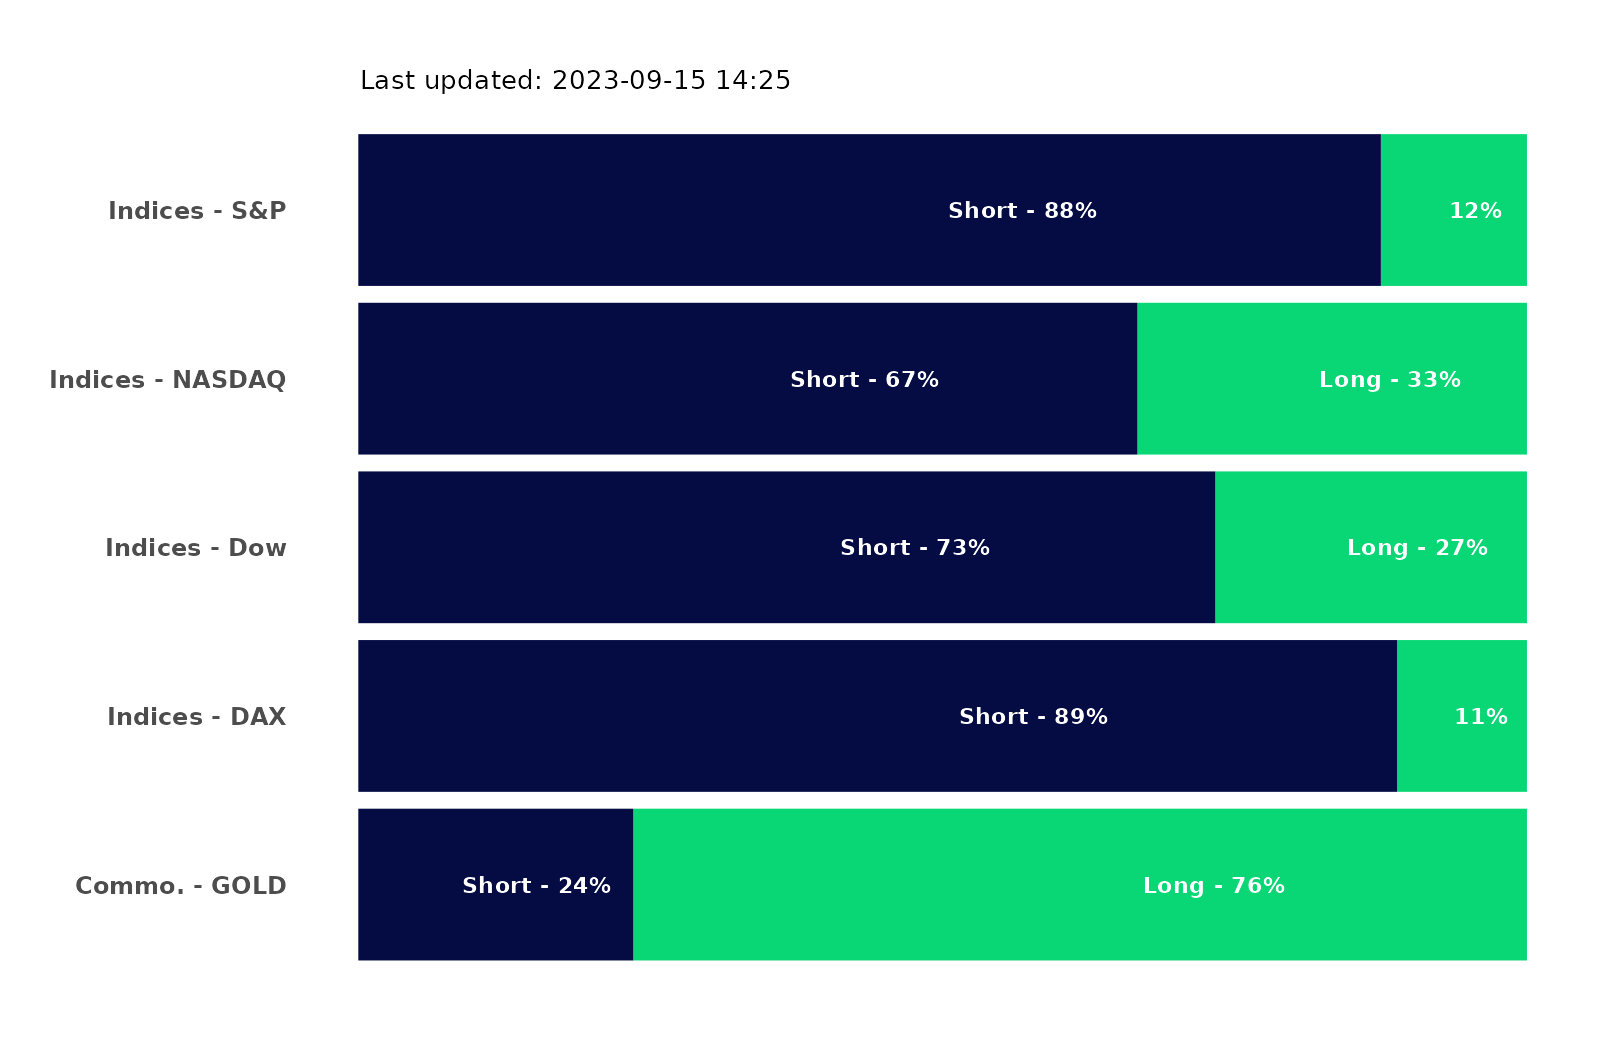 Last updated: 2023-09-15 14:25
Indices - S&P Short - 88% 12%
Indices - NASDAQ Short - 67% Long - 33%
Indices - Dow Short - 73% Long - 27%
Indices - DAX Short - 89% 11%
Commo. - GOLD Short - 24% Long - 76%